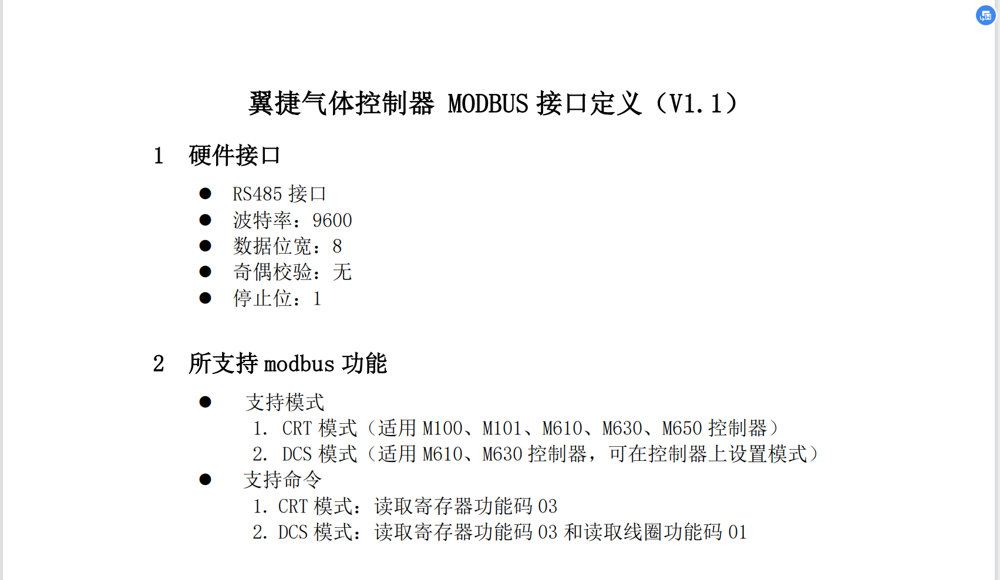 翼捷气体控制器 MODBUS 接口定义（V1.1）
1 硬件接口
● RS485 接口
● 波特率：9600
● 数据位宽：8
● 奇偶校验：无
● 停止位：1
2 所支持 modbus 功能
● 支持模式
1. CRT 模式（适用 M100、M101、M610、M630、M650 控制器）
2. DCS 模式（适用 M610、M630 控制器，可在控制器上设置模式）
● 支持命令
1. CRT 模式：读取寄存器功能码 03
2. DCS 模式：读取寄存器功能码 03 和读取线圈功能码 01